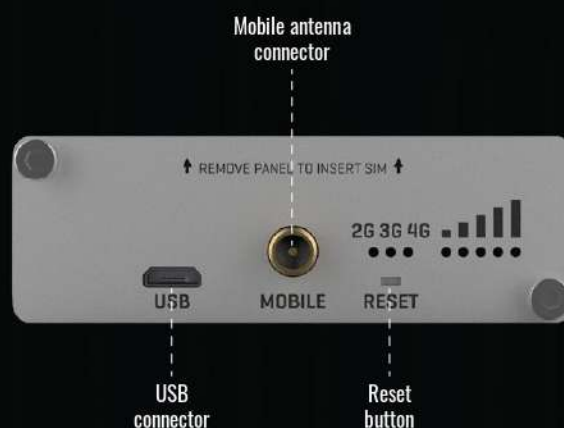 Mobile antenna
connector
REMOVE PANEL TO INSERT SIM
2G 3G 4G
USB
MOBILE
RESET
USB
connector
Reset
button